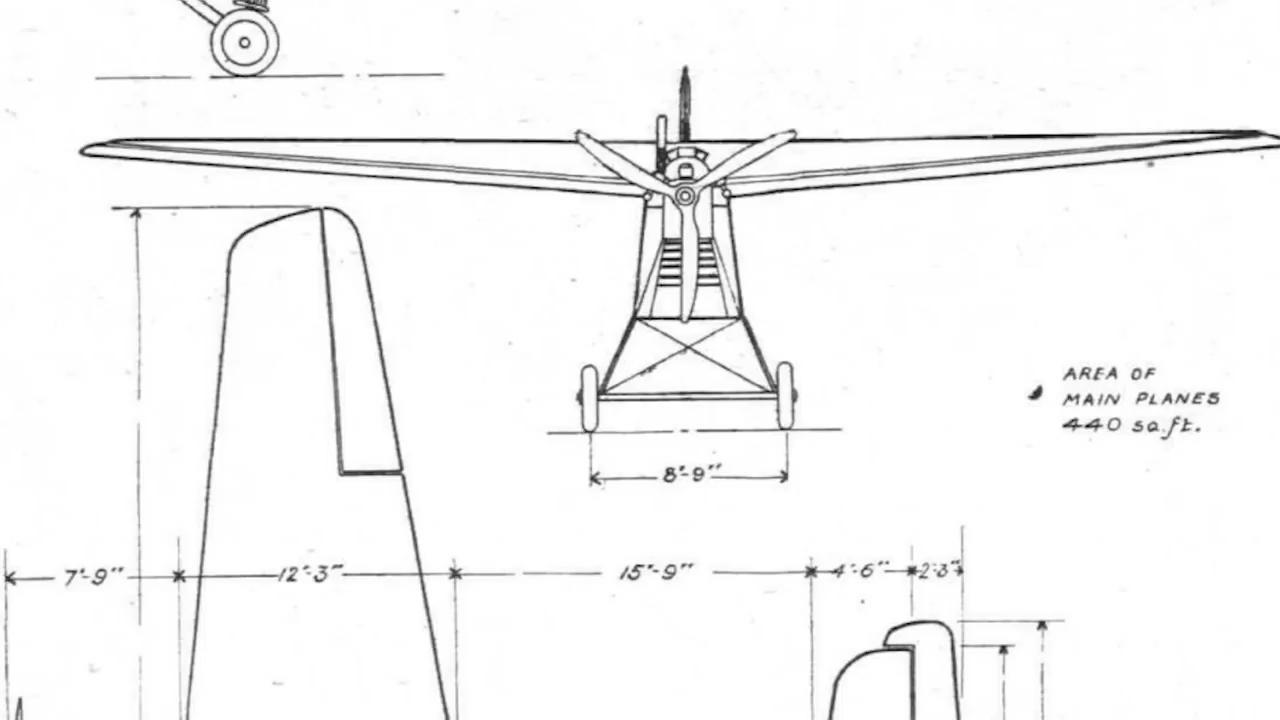 AREA OF
MAIN PLANES
440 sq.ft.
8'-9"
7'-9" 12'-3" 15'-9" 4'-6" 2'-3"